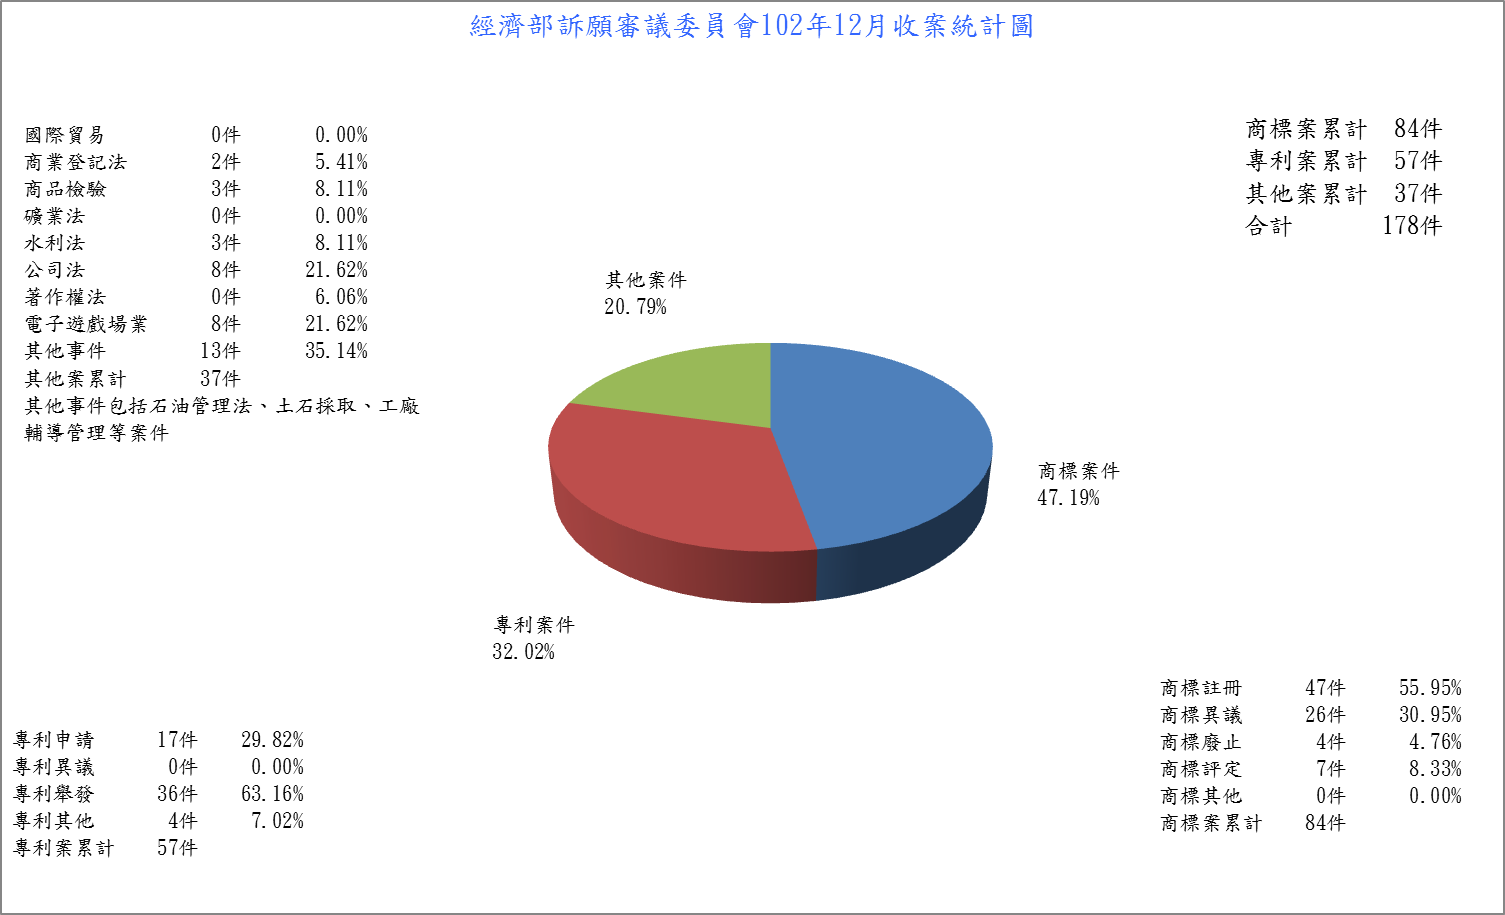 經濟部訴願審議委員會102年12月收案統計圖
國際貿易 0件 0.00%
商業登記法 2件 5.41%
商品檢驗 3件 8.11%
礦業法 0件 0.00%
水利法 3件 8.11%
公司法 8件 21.62%
著作權法 0件 6.06%
電子遊戲場業 8件 21.62%
其他事件 13件 35.14%
其他案累計 37件
其他事件包括石油管理法、土石採取、工廠
輔導管理等案件
商標案累計 84件
專利案累計 57件
其他案累計 37件
合計 178件
其他案件
20.79%
商標案件
47.19%
專利案件
32.02%
專利申請 17件 29.82%
專利異議 0件 0.00%
專利舉發 36件 63.16%
專利其他 4件 7.02%
專利案累計 57件
商標註冊 47件 55.95%
商標異議 26件 30.95%
商標廢止 4件 4.76%
商標評定 7件 8.33%
商標其他 0件 0.00%
商標案累計 84件